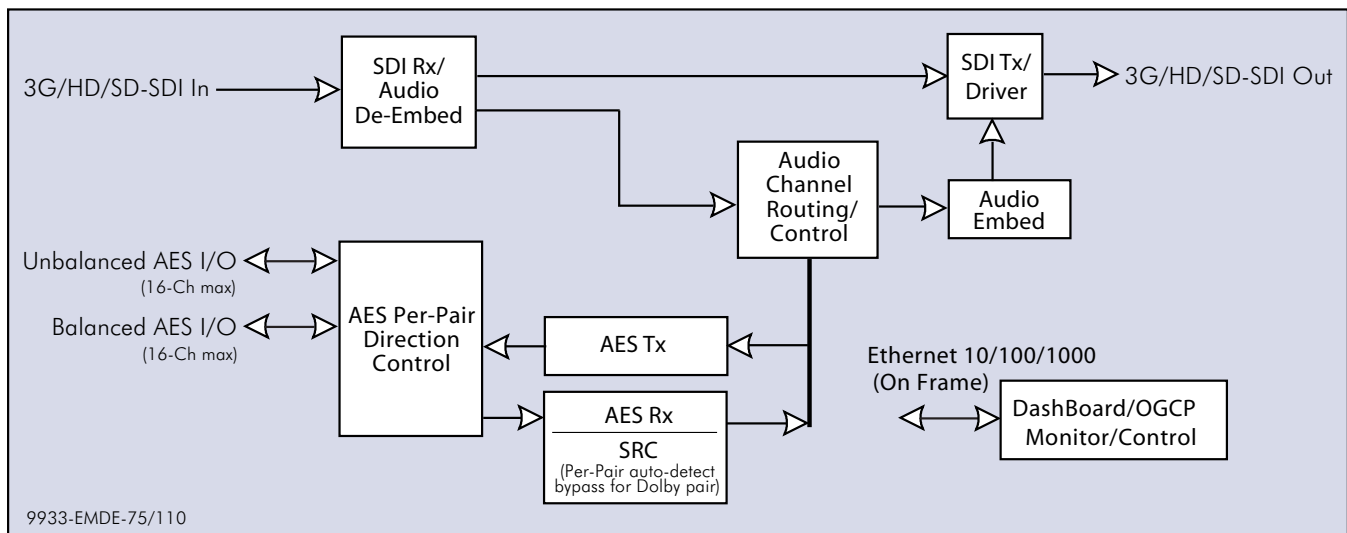 3G/HD/SD-SDI In
SDI Rx/
Audio
De-Embed
SDI Tx/
Driver
3G/HD/SD-SDI Out
Audio
Channel
Routing/
Control
Audio
Embed
Unbalanced AES I/O
(16-Ch max)
Balanced AES I/O
(16-Ch max)
AES Per-Pair
Direction
Control
AES Tx
AES Rx
SRC
(Per-Pair auto-detect
bypass for Dolby pair)
Ethernet 10/100/1000
(On Frame)
DashBoard/OGCP
Monitor/Control
9933-EMDE-75/110